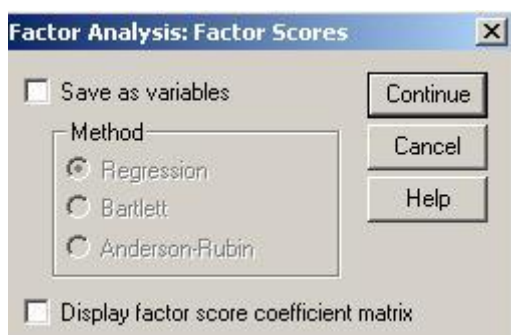 Factor Analysis: Factor Scores
Save as variables
Continue
Method
Cancel
Regression
Help
Bartlett
Anderson-Rubin
Display factor score coefficient matrix